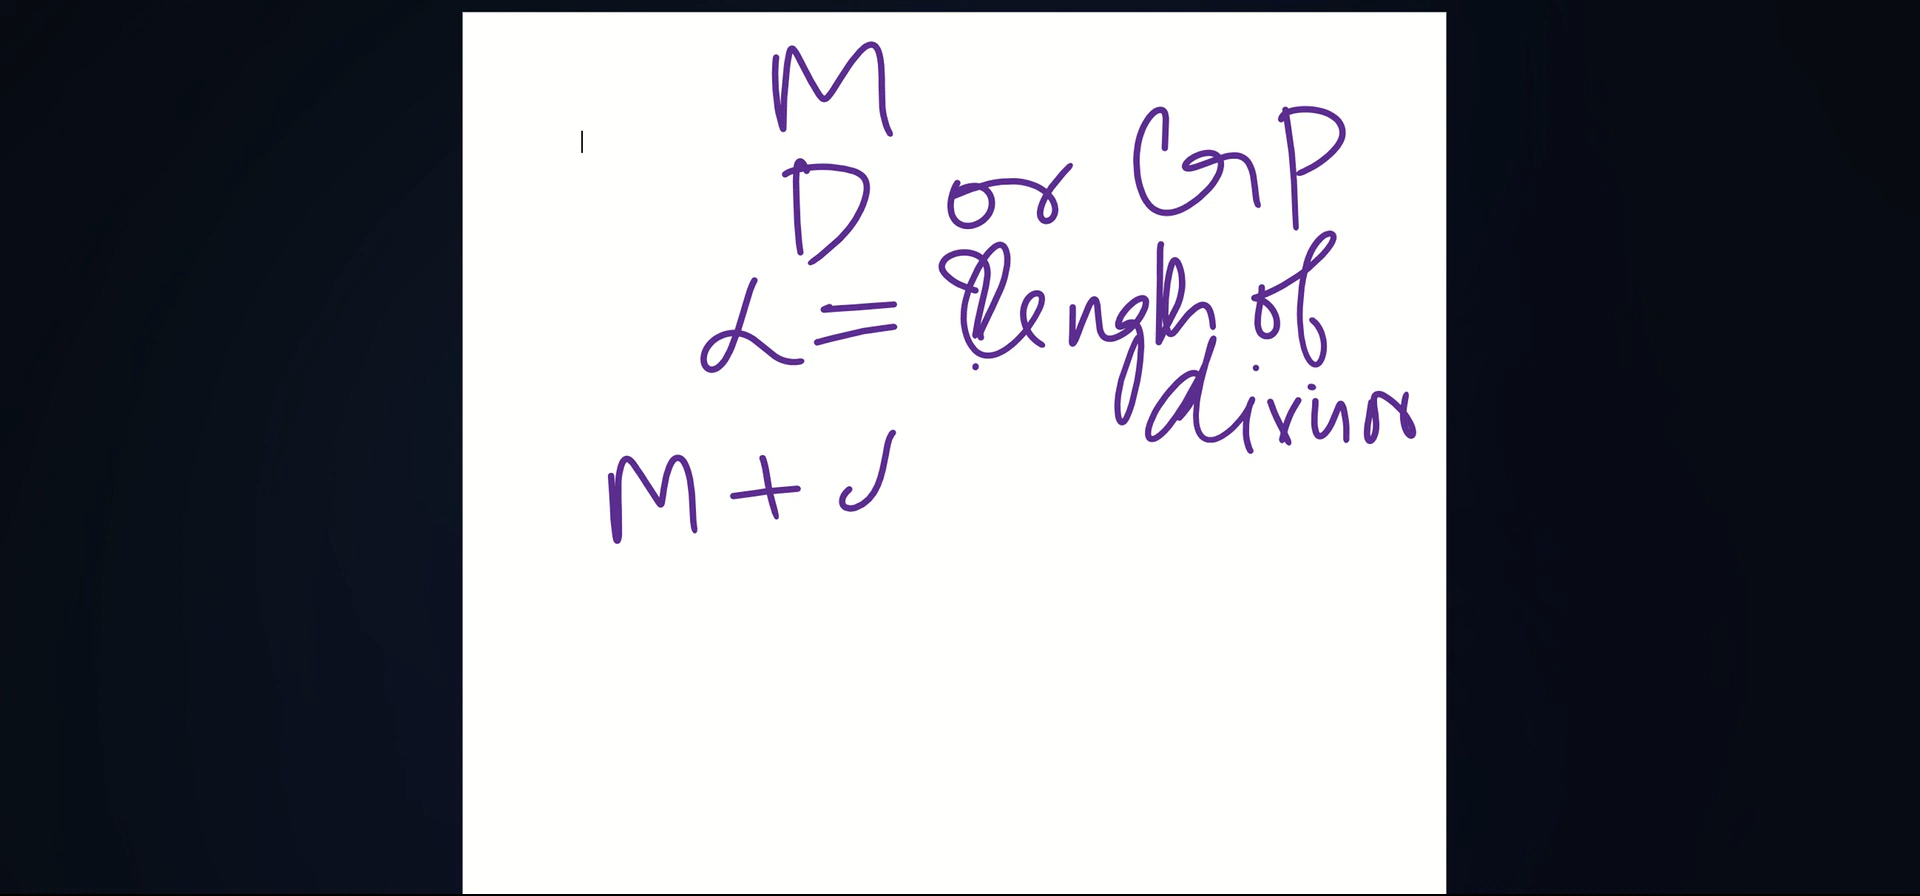 M
D or GP
L = length of
divisor
M +